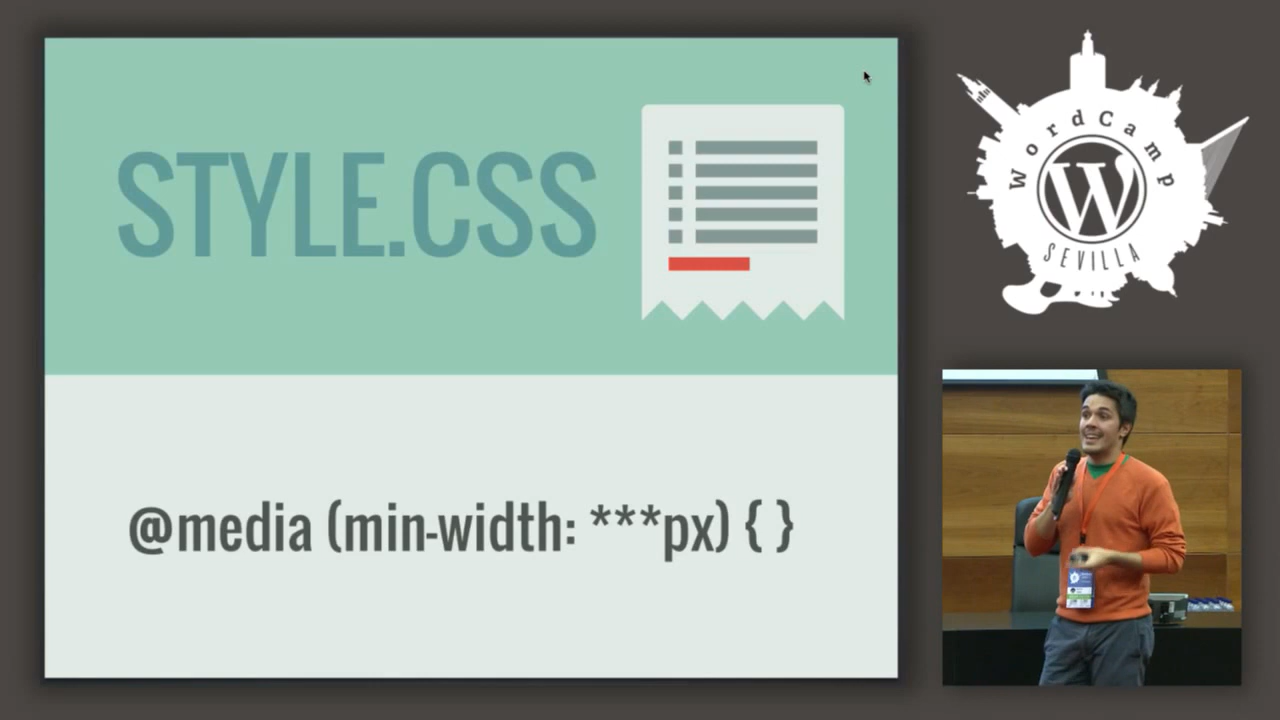 STYLE.CSS
@media (min-width: ***px) { }
WordCamp
SEVILLA